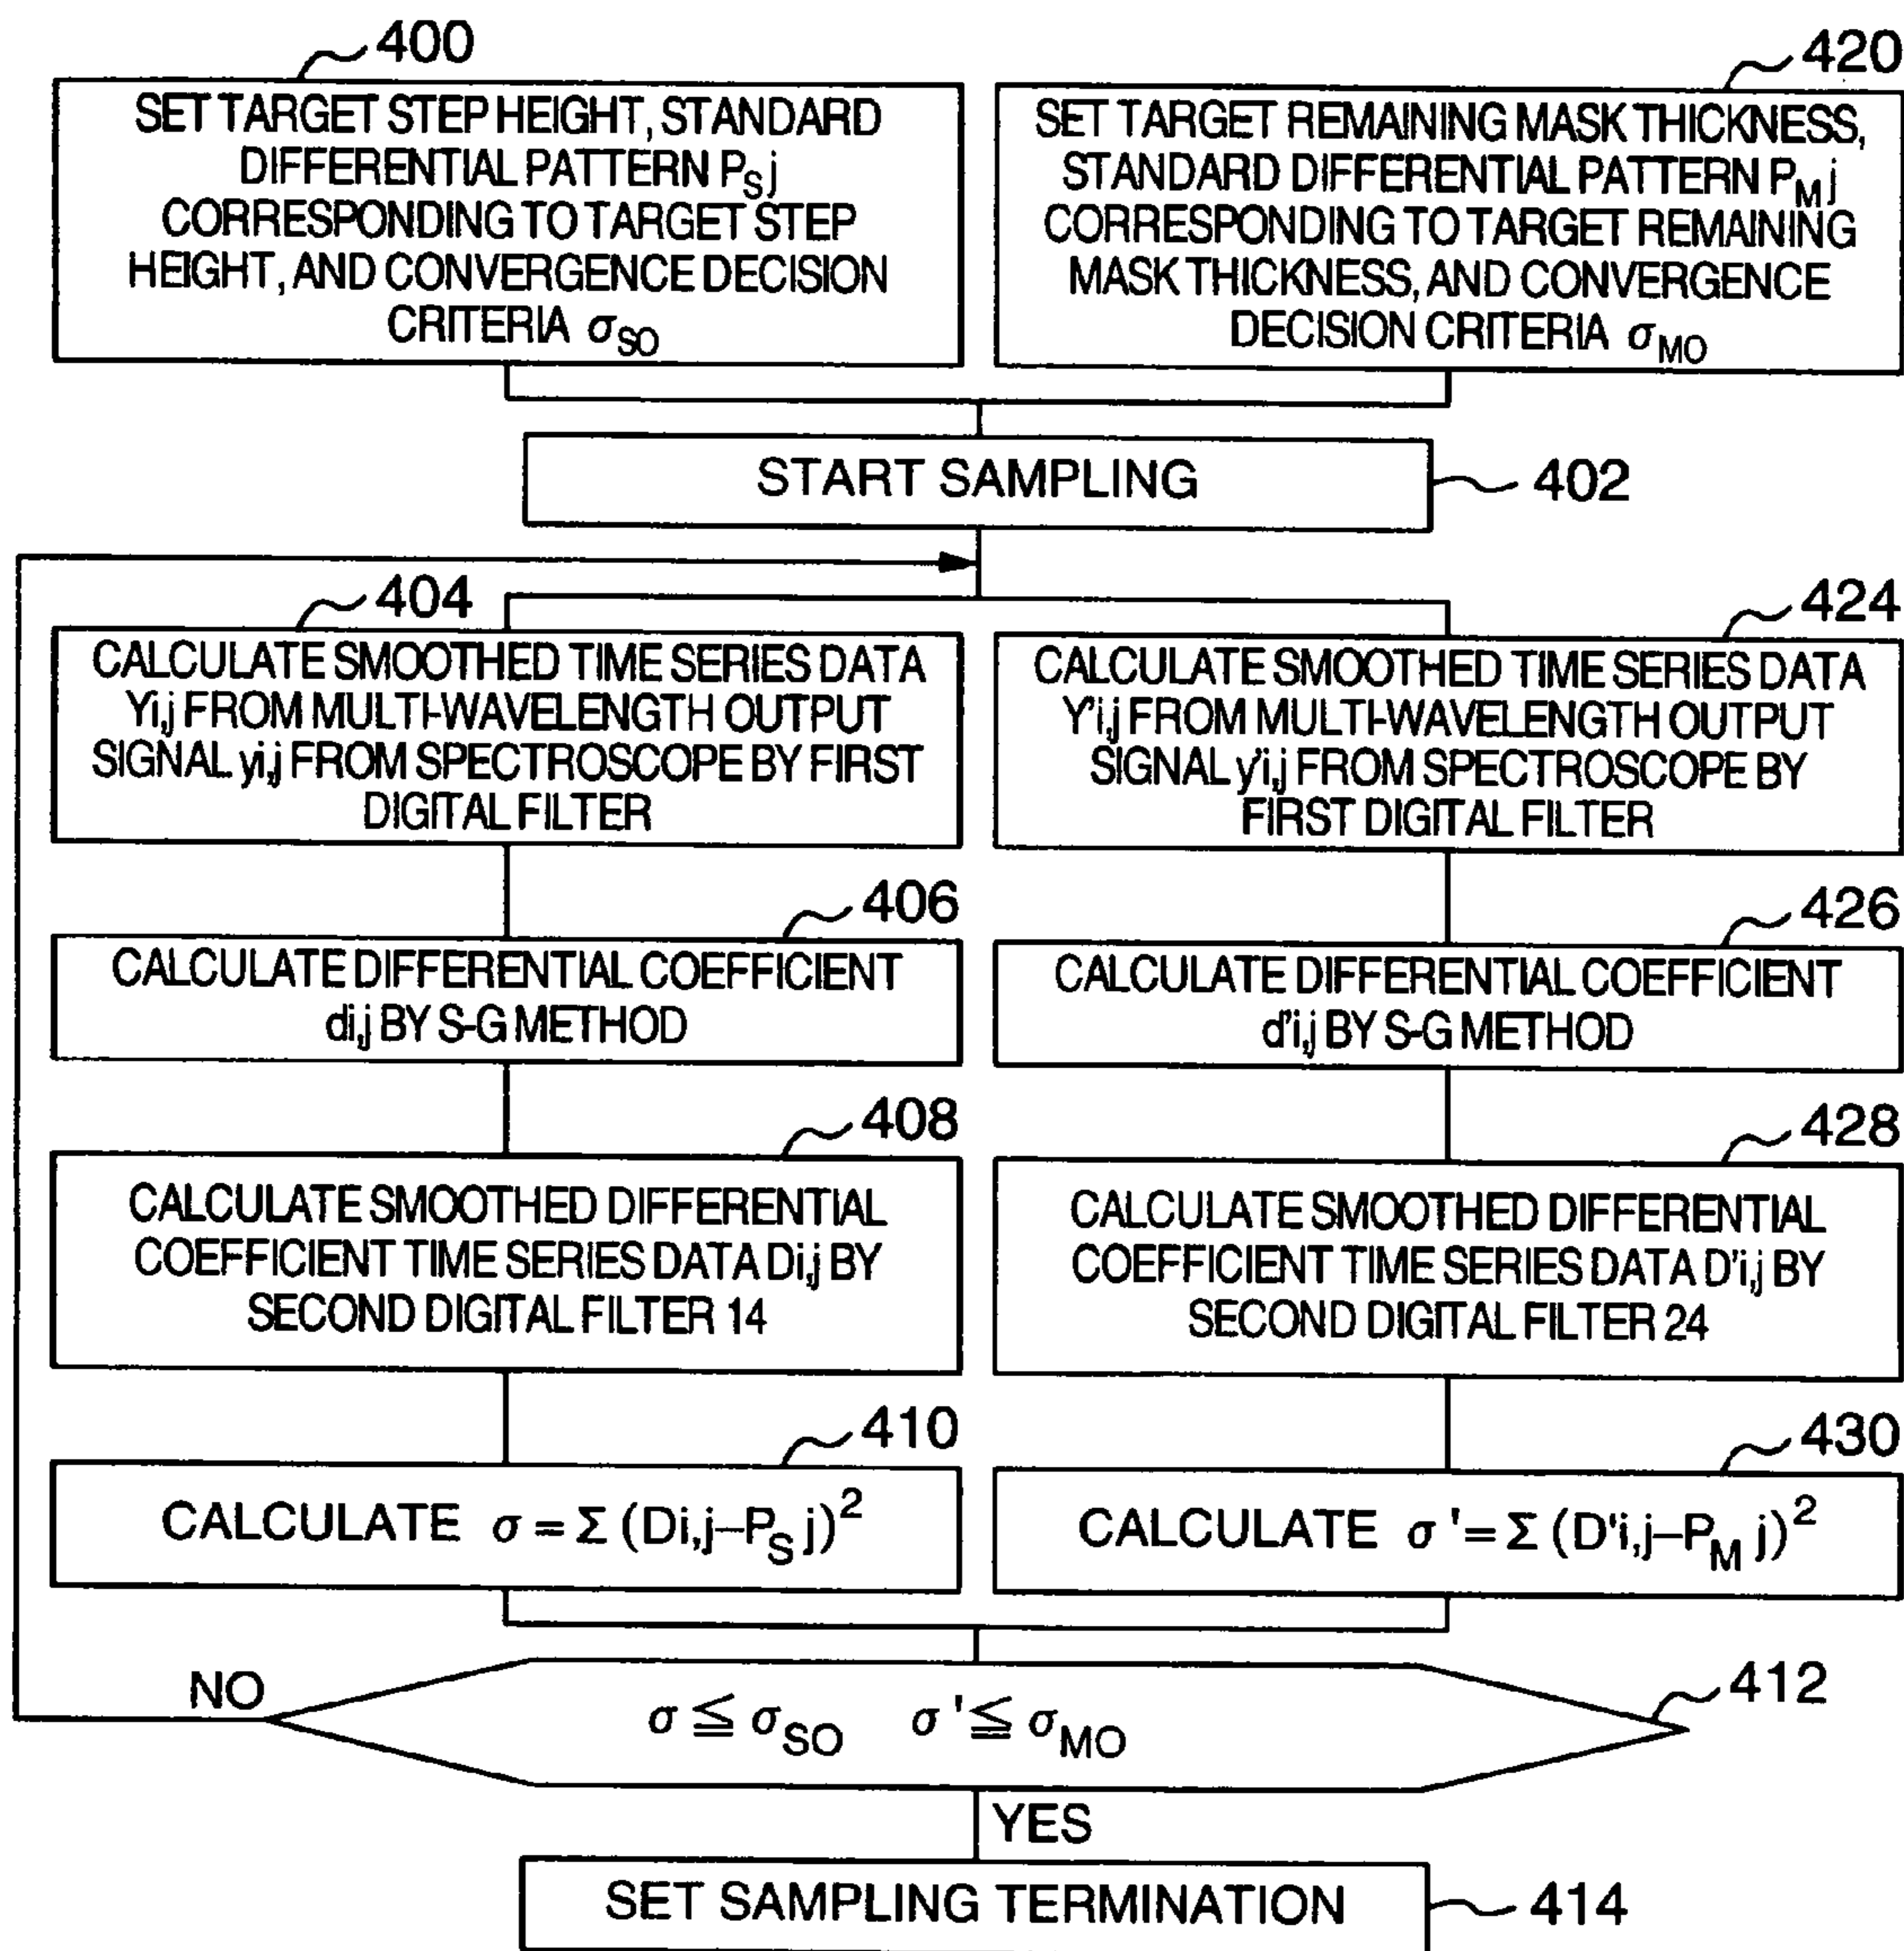 400
SET TARGET STEP HEIGHT, STANDARD
DIFFERENTIAL PATTERN PSj
CORRESPONDING TO TARGET STEP
HEIGHT, AND CONVERGENCE DECISION
CRITERIA σSO
420
SET TARGET REMAINING MASK THICKNESS,
STANDARD DIFFERENTIAL PATTERN PMj
CORRESPONDING TO TARGET REMAINING
MASK THICKNESS, AND CONVERGENCE
DECISION CRITERIA σMO
START SAMPLING
402
404
CALCULATE SMOOTHED TIME SERIES DATA
Yi,j FROM MULTI-WAVELENGTH OUTPUT
SIGNAL yi,j FROM SPECTROSCOPE BY FIRST
DIGITAL FILTER
424
CALCULATE SMOOTHED TIME SERIES DATA
Y'i,j FROM MULTI-WAVELENGTH OUTPUT
SIGNAL y'i,j FROM SPECTROSCOPE BY
FIRST DIGITAL FILTER
406
CALCULATE DIFFERENTIAL COEFFICIENT
di,j BY S-G METHOD
426
CALCULATE DIFFERENTIAL COEFFICIENT
d'i,j BY S-G METHOD
408
CALCULATE SMOOTHED DIFFERENTIAL
COEFFICIENT TIME SERIES DATA Di,j BY
SECOND DIGITAL FILTER 14
428
CALCULATE SMOOTHED DIFFERENTIAL
COEFFICIENT TIME SERIES DATA D'i,j BY
SECOND DIGITAL FILTER 24
410
CALCULATE σ = Σ (Di,j–PS j)²
430
CALCULATE σ ' = Σ (D'i,j–PM j)²
NO
σ ≦ σSO σ ' ≦ σMO
412
YES
SET SAMPLING TERMINATION
414